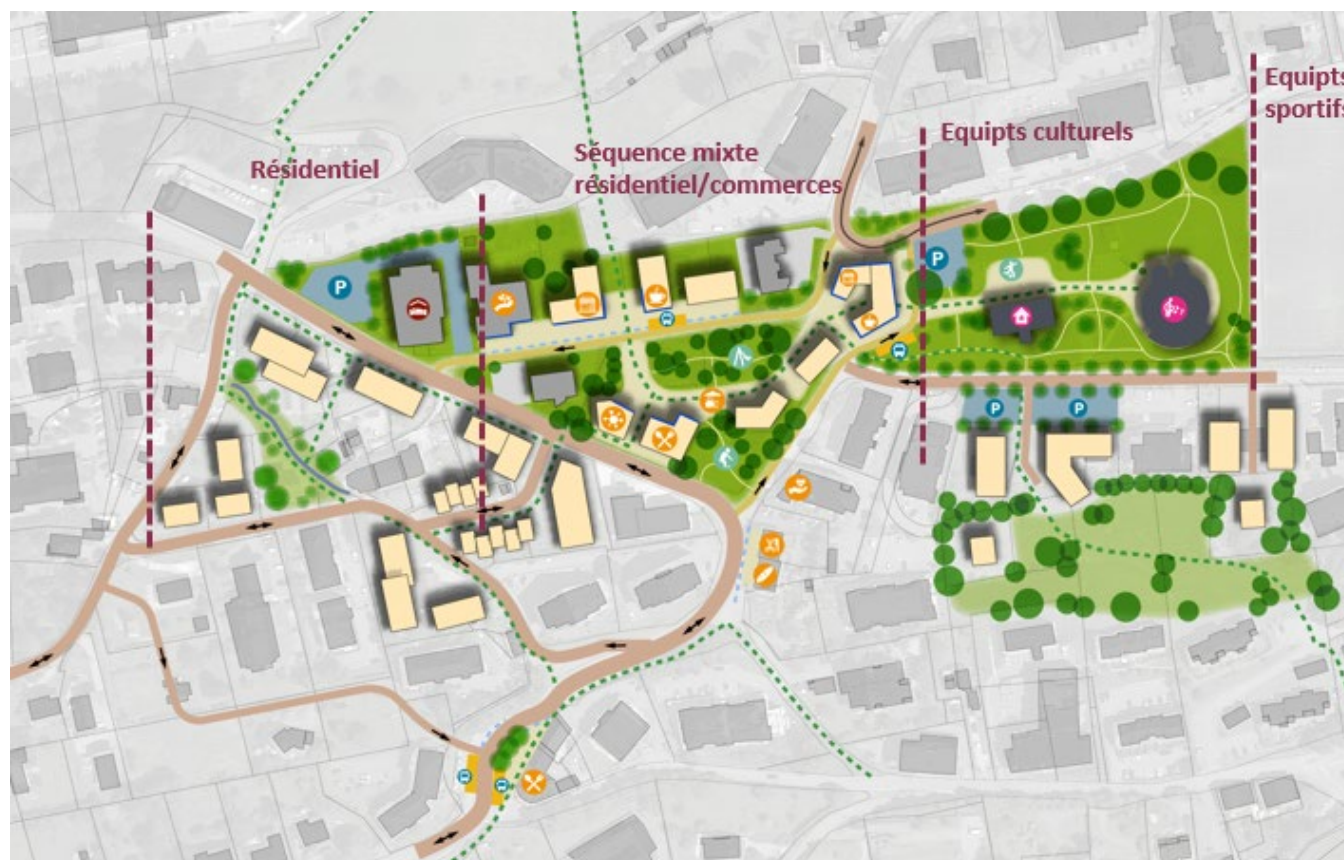 Equipts
sportifs
Equipts culturels
Séquence mixte
résidentiel/commerces
Résidentiel
P
P
P
P